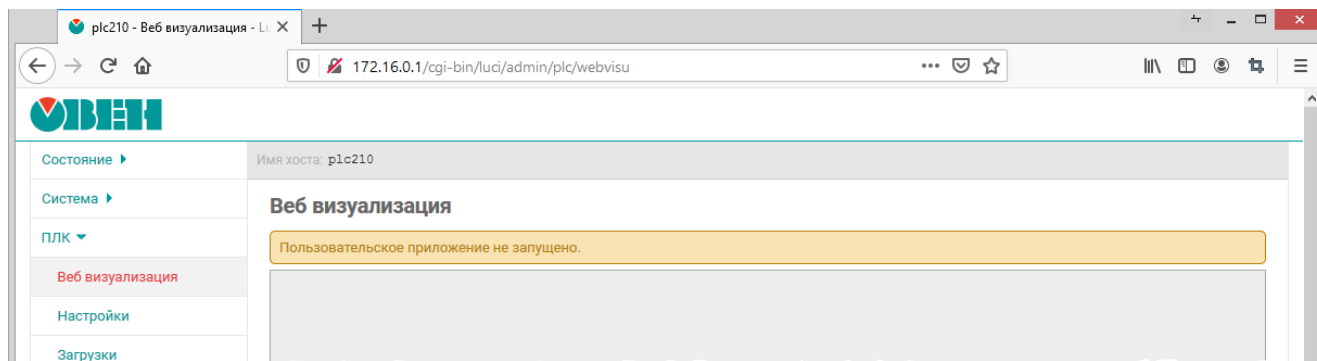 plc210 - Веб визуализация - Lu
172.16.0.1/cgi-bin/luci/admin/plc/webvisu
ОВЕН
Состояние
Имя хоста: plc210
Система
Веб визуализация
ПЛК
Пользовательское приложение не запущено.
Веб визуализация
Настройки
Загрузки